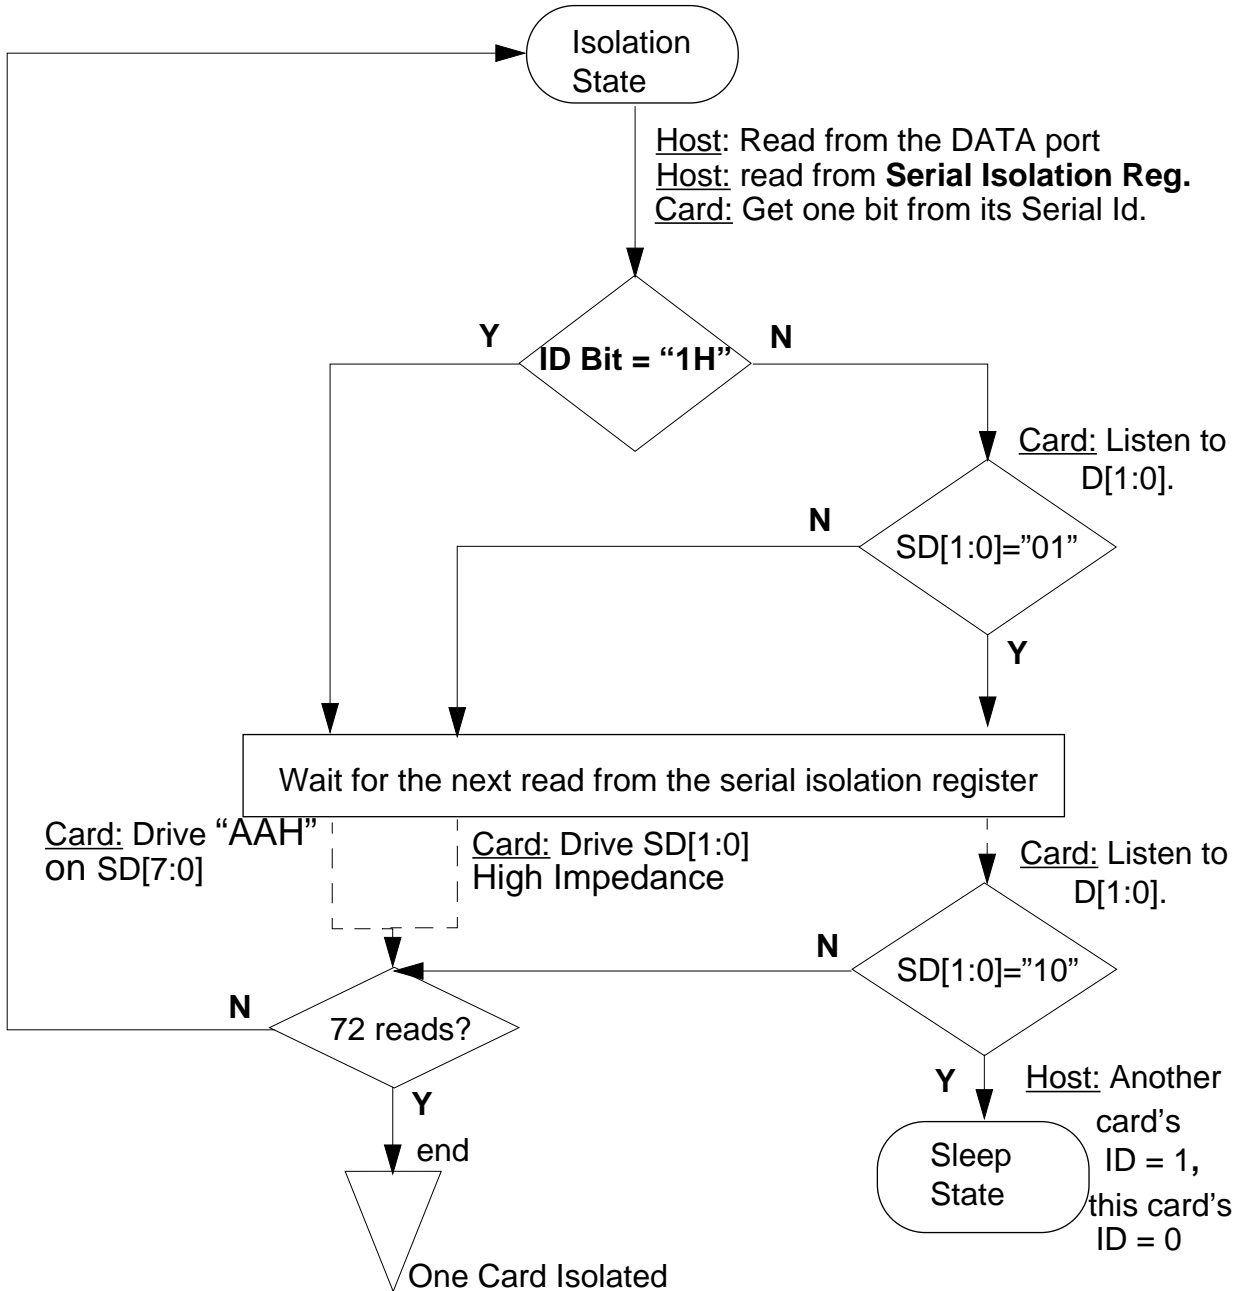 Isolation
State
Host: Read from the DATA port
Host: read from Serial Isolation Reg.
Card: Get one bit from its Serial Id.
Y
N
ID Bit = “1H”
Card: Listen to
D[1:0].
N
SD[1:0]=”01”
Y
Wait for the next read from the serial isolation register
Card: Drive “AAH”
on SD[7:0]
Card: Drive SD[1:0]
High Impedance
Card: Listen to
D[1:0].
N
SD[1:0]=”10”
N
72 reads?
Y
Host: Another
card’s
ID = 1,
this card’s
ID = 0
Y
end
Sleep
State
One Card Isolated